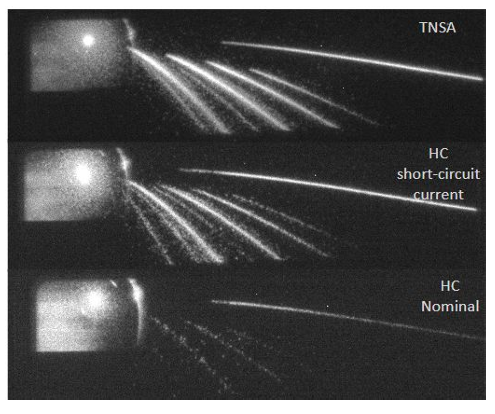 TNSA
HC
short-circuit
current
HC
Nominal